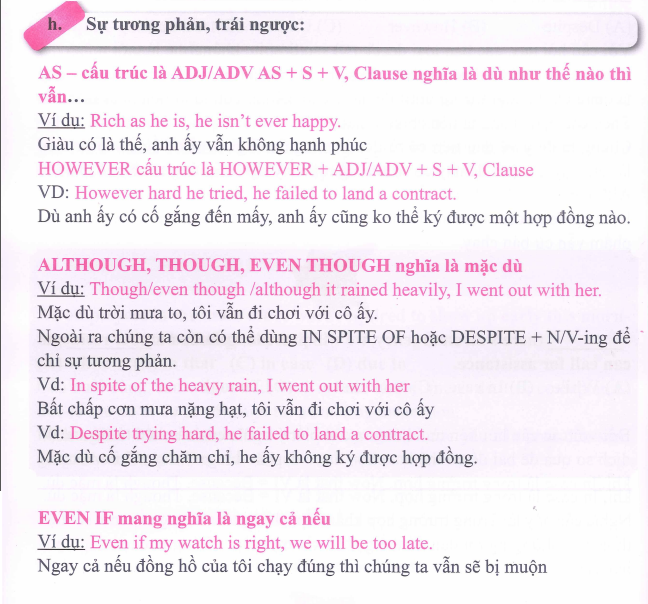 h. Sự tương phản, trái ngược:
AS – cấu trúc là ADJ/ADV AS + S + V, Clause nghĩa là dù như thế nào thì
vẫn…
Ví dụ: Rich as he is, he isn't ever happy.
Giàu có là thế, anh ấy vẫn không hạnh phúc
HOWEVER cấu trúc là HOWEVER + ADJ/ADV + S + V, Clause
VD: However hard he tried, he failed to land a contract.
Dù anh ấy có cố gắng đến mấy, anh ấy cũng ko thể ký được một hợp đồng nào.
ALTHOUGH, THOUGH, EVEN THOUGH nghĩa là mặc dù
Ví dụ: Though/even though /although it rained heavily, I went out with her.
Mặc dù trời mưa to, tôi vẫn đi chơi với cô ấy.
Ngoài ra chúng ta còn có thể dùng IN SPITE OF hoặc DESPITE + N/V-ing để
chỉ sự tương phản.
Vd: In spite of the heavy rain, I went out with her
Bất chấp cơn mưa nặng hạt, tôi vẫn đi chơi với cô ấy
Vd: Despite trying hard, he failed to land a contract.
Mặc dù cố gắng chăm chỉ, he ấy không ký được hợp đồng.
EVEN IF mang nghĩa là ngay cả nếu
Ví dụ: Even if my watch is right, we will be too late.
Ngay cả nếu đồng hồ của tôi chạy đúng thì chúng ta vẫn sẽ bị muộn